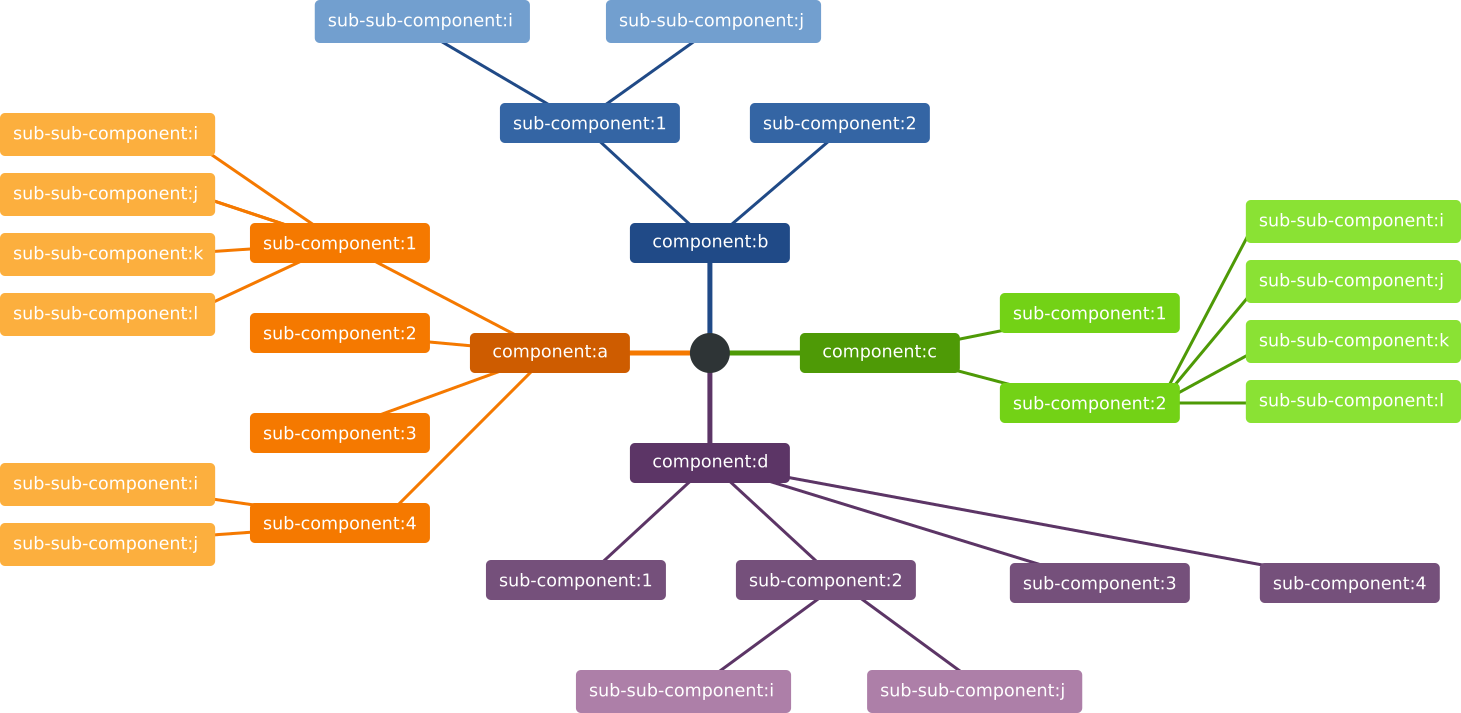 sub-sub-component:i
sub-sub-component:j
sub-component:1
sub-component:2
component:b
sub-sub-component:i
sub-sub-component:j
sub-sub-component:k
sub-sub-component:l
sub-component:1
sub-component:2
component:a
sub-component:3
sub-component:4
sub-sub-component:i
sub-sub-component:j
component:c
sub-component:1
sub-component:2
sub-sub-component:i
sub-sub-component:j
sub-sub-component:k
sub-sub-component:l
component:d
sub-component:1
sub-component:2
sub-component:3
sub-component:4
sub-sub-component:i
sub-sub-component:j